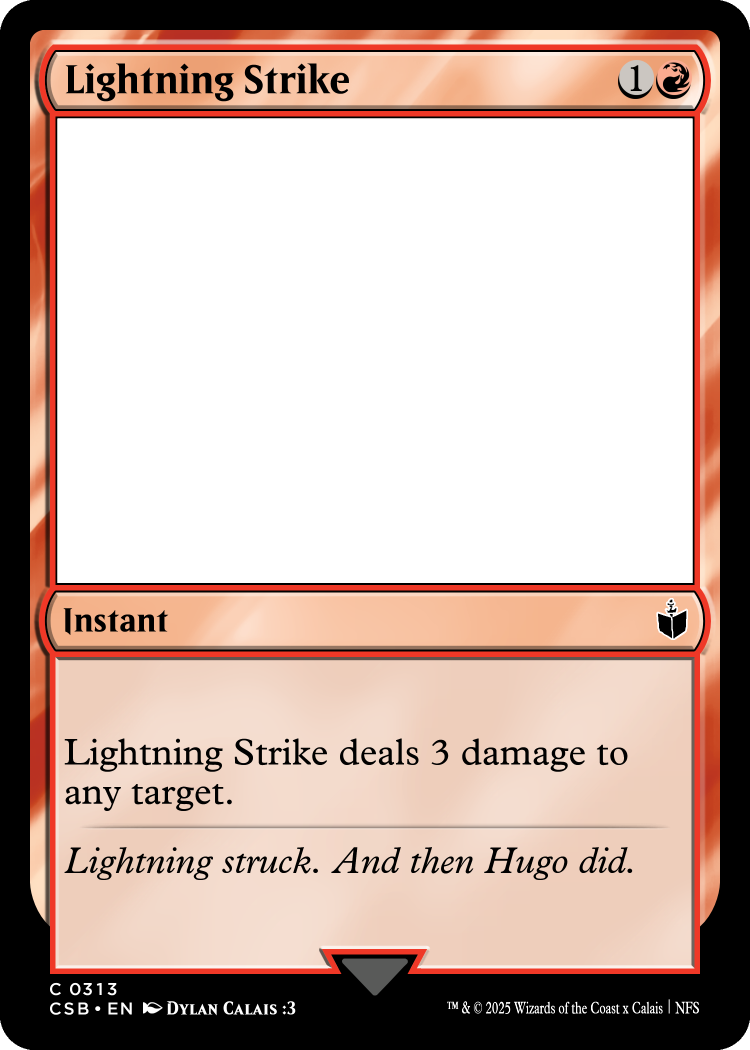 Lightning Strike 1
Instant
Lightning Strike deals 3 damage to
any target.
Lightning struck. And then Hugo did.
C 0313
CSB • EN Dylan Calais :3
™ & © 2025 Wizards of the Coast x Calais | NFS